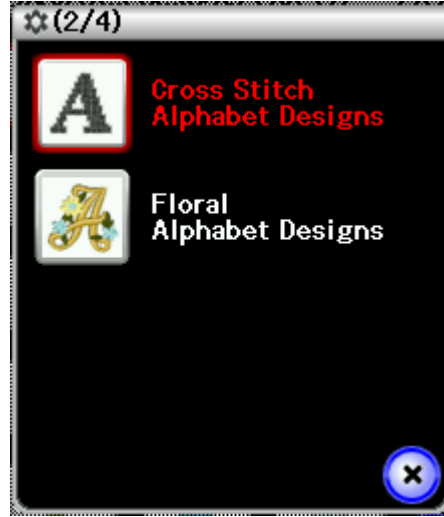 (2/4)
A
Cross Stitch
Alphabet Designs
A
Floral
Alphabet Designs